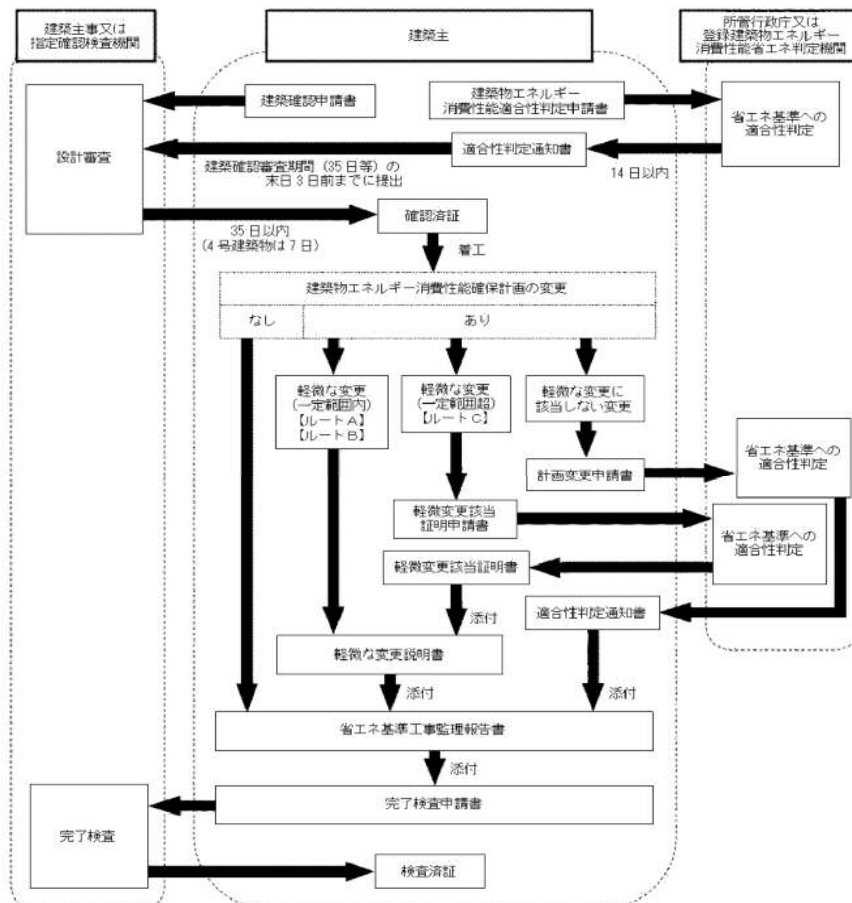 建築主事又は
指定確認検査機関
建築主
所管行政庁又は
登録建築物エネルギー
消費性能省エネ判定機関
建築確認申請書
建築物エネルギー
消費性能適合性判定申請書
省エネ基準への
適合性判定
設計審査
適合性判定通知書
建築確認審査期間(35日等)の
末日3日前までに提出
14日以内
確認済証
35日以内
(4号建築物は7日)
着工
建築物エネルギー消費性能確保計画の変更
なし
あり
軽微な変更
(一定範囲内)
【ルートA】
【ルートB】
軽微な変更
(一定範囲超)
【ルートC】
軽微な変更に
該当しない変更
計画変更申請書
省エネ基準への
適合性判定
軽微変更該当
証明申請書
省エネ基準への
適合性判定
軽微変更該当証明書
添付
適合性判定通知書
軽微な変更説明書
添付
添付
省エネ基準工事監理報告書
添付
完了検査申請書
完了検査
検査済証